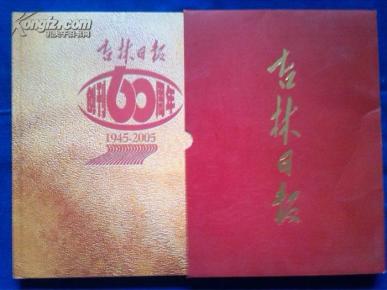 Kongfz.com
孔夫子旧书网
吉林日报
创刊60周年
1945-2005
吉林日报